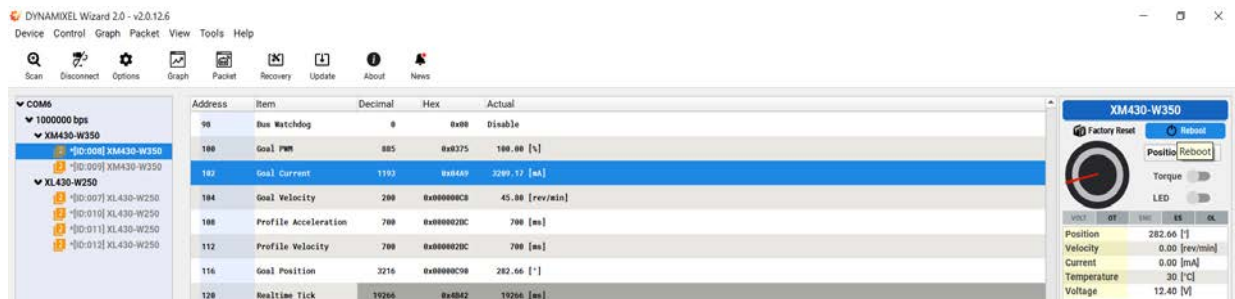 DYNAMIXEL Wizard 2.0 - v2.0.12.6
Device Control Graph Packet View Tools Help
Scan Disconnect Options Graph Packet Recovery Update About News
COM6
1000000 bps
XM430-W350
*[ID:008] XM430-W350
*[ID:009] XM430-W350
XL430-W250
*[ID:007] XL430-W250
*[ID:010] XL430-W250
*[ID:011] XL430-W250
*[ID:012] XL430-W250
Address Item Decimal Hex Actual
98 Bus Watchdog 0 0x00 Disable
100 Goal PWM 885 0x0375 100.00 [%]
102 Goal Current 1193 0x04A9 3209.17 [mA]
104 Goal Velocity 200 0x000000C8 45.80 [rev/min]
108 Profile Acceleration 700 0x000002BC 700 [ms]
112 Profile Velocity 700 0x000002BC 700 [ms]
116 Goal Position 3216 0x00000C90 282.66 [°]
120 Realtime Tick 19266 0x4B42 19266 [ms]
XM430-W350
Factory Reset Reboot
Positio Reboot
Torque
LED
VOLT OT ENC ES OL
Position 282.66 [°]
Velocity 0.00 [rev/min]
Current 0.00 [mA]
Temperature 30 [°C]
Voltage 12.40 [V]